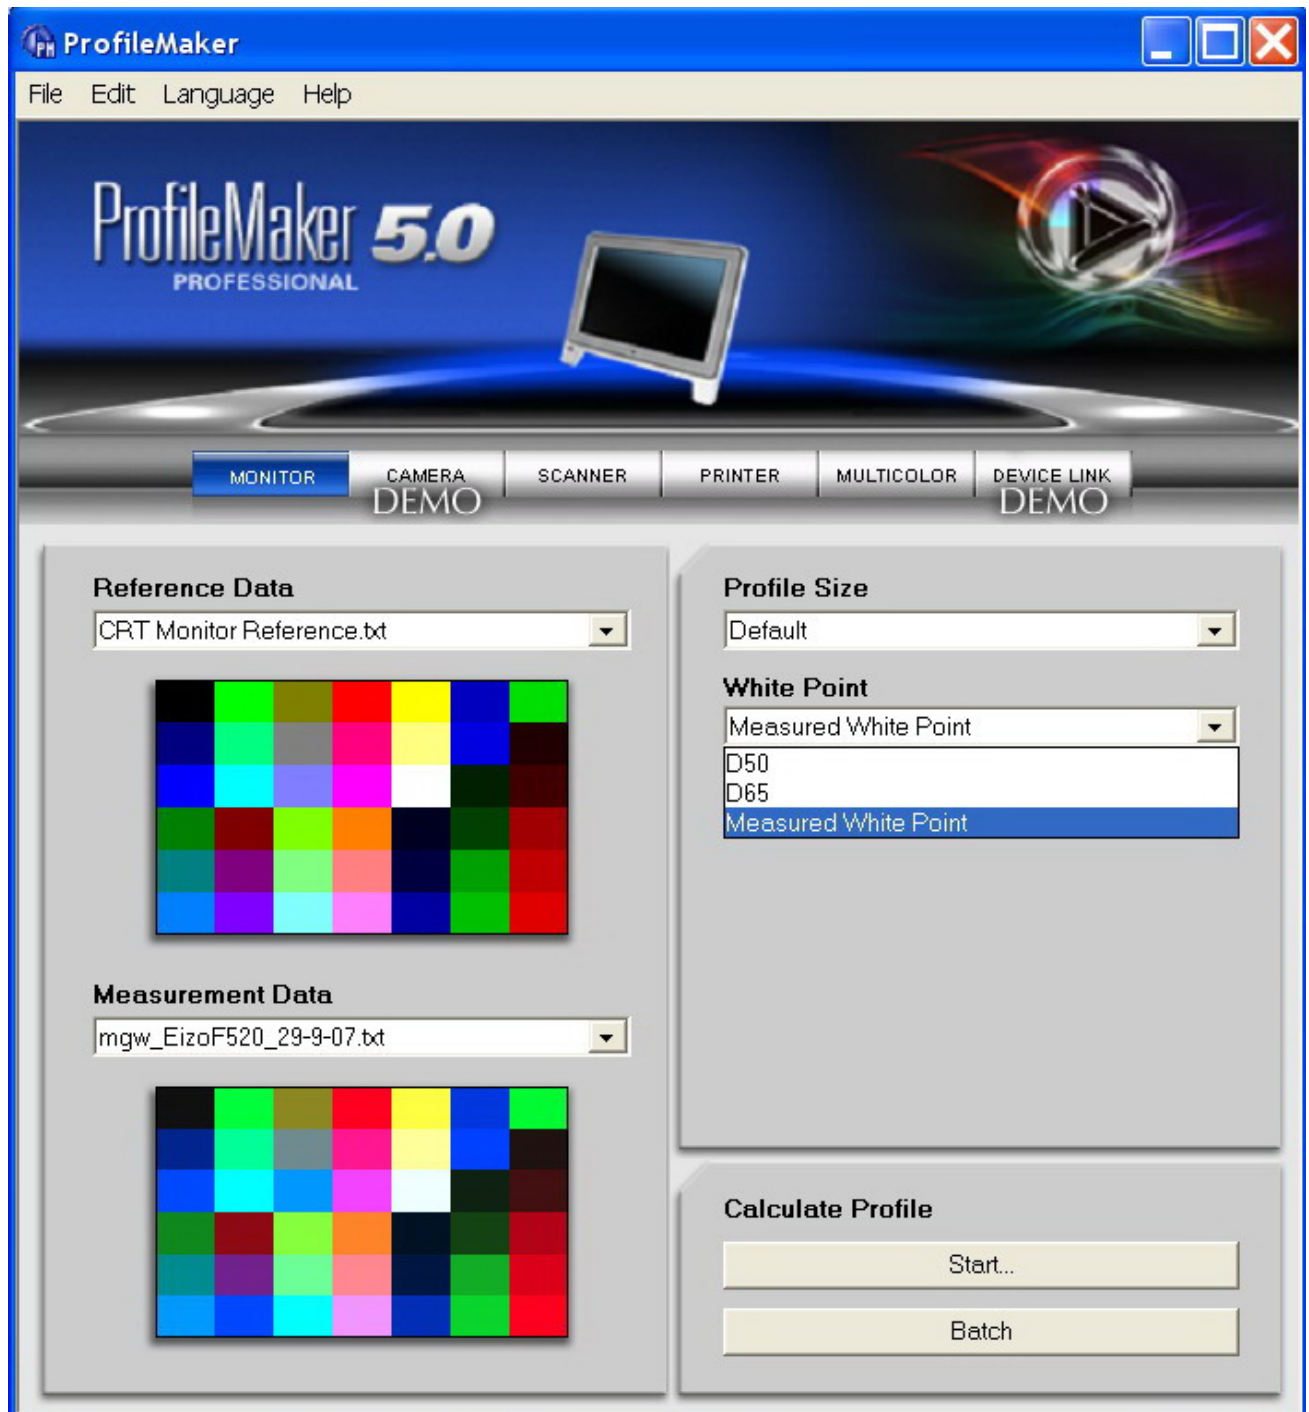 ProfileMaker
File Edit Language Help
ProfileMaker 5.0
PROFESSIONAL
MONITOR CAMERA SCANNER PRINTER MULTICOLOR DEVICE LINK
DEMO DEMO
Reference Data
CRT Monitor Reference.txt
Measurement Data
mgw_EizoF520_29-9-07.txt
Profile Size
Default
White Point
Measured White Point
D50
D65
Measured White Point
Calculate Profile
Start...
Batch